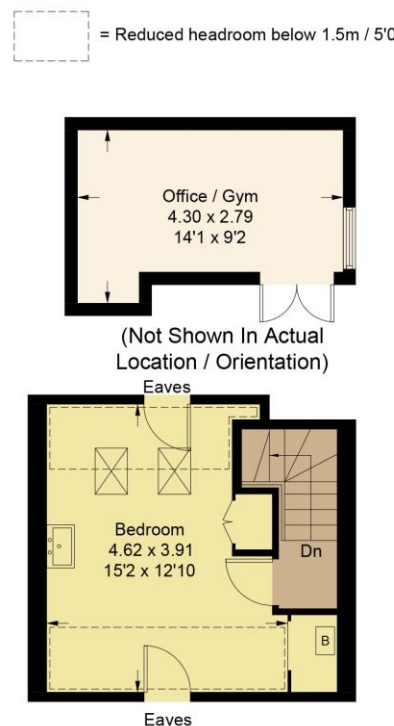 = Reduced headroom below 1.5m / 5'0
Office / Gym
4.30 x 2.79
14'1 x 9'2
(Not Shown In Actual
Location / Orientation)
Eaves
Bedroom
4.62 x 3.91
15'2 x 12'10
Dn
B
Eaves